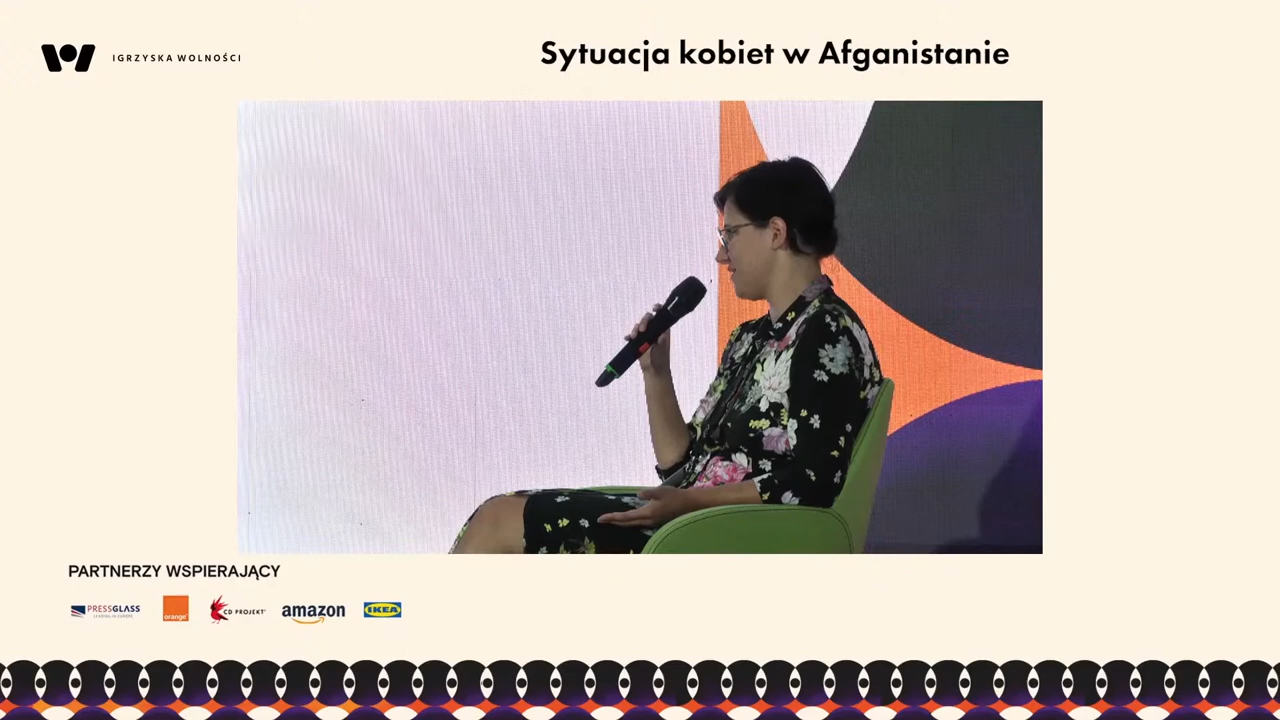 IGRZYSKA WOLNOŚCI
Sytuacja kobiet w Afganistanie
PARTNERZY WSPIERAJĄCY
PRESSGLASS
orange
CD PROJEKT
amazon
IKEA